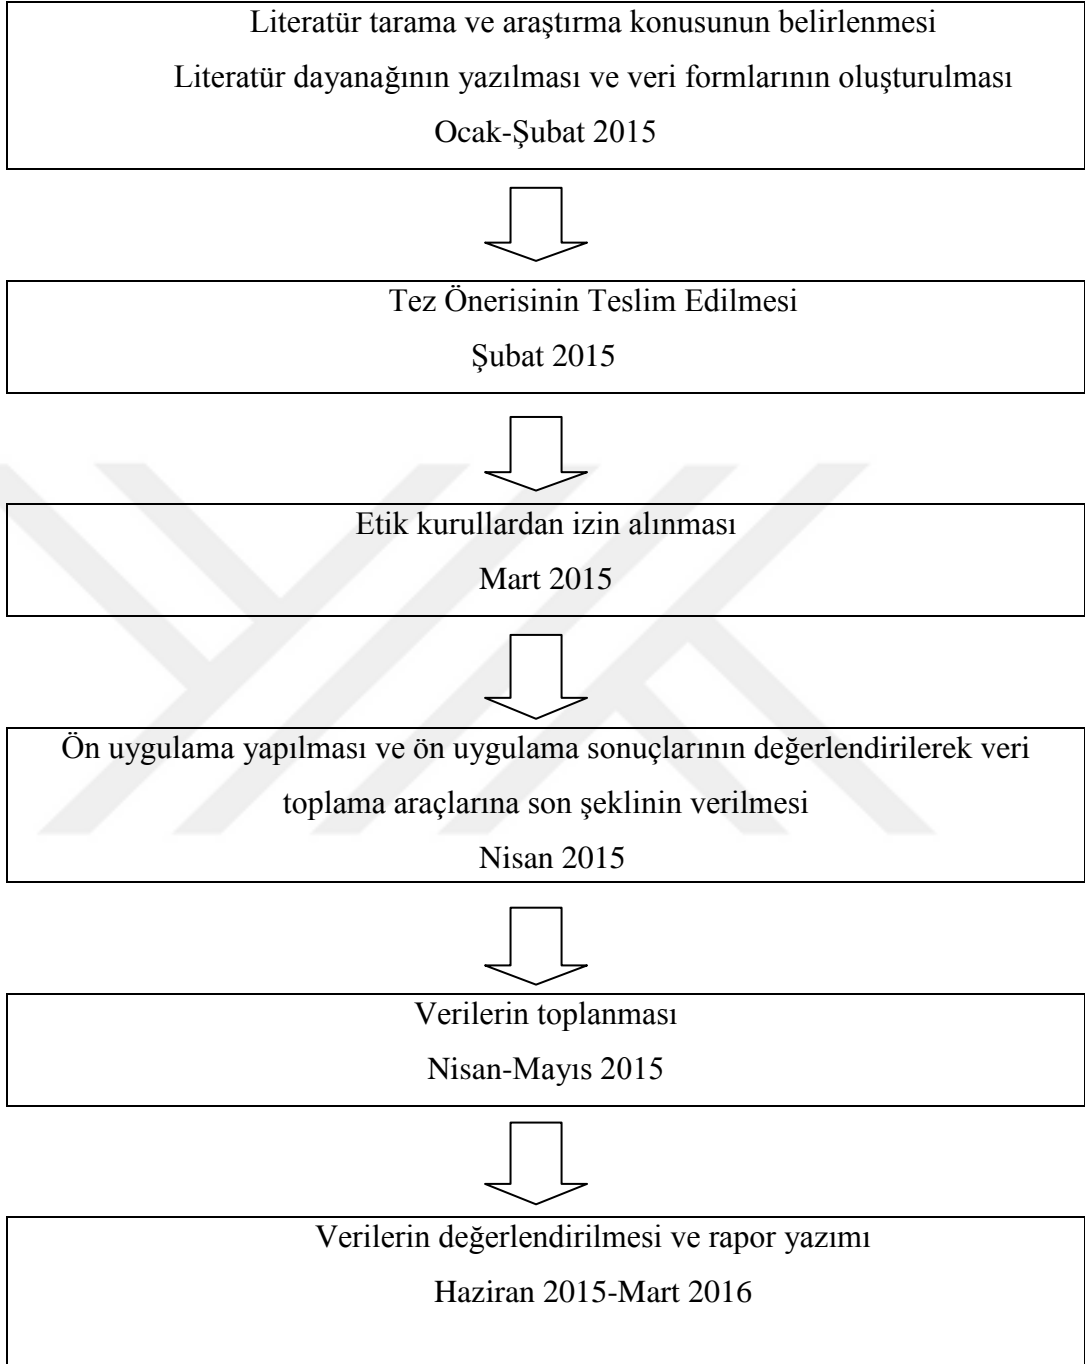 Literatür tarama ve araştırma konusunun belirlenmesi
Literatür dayanağının yazılması ve veri formlarının oluşturulması
Ocak-Şubat 2015
Tez Önerisinin Teslim Edilmesi
Şubat 2015
Etik kurullardan izin alınması
Mart 2015
Ön uygulama yapılması ve ön uygulama sonuçlarının değerlendirilerek veri
toplama araçlarına son şeklinin verilmesi
Nisan 2015
Verilerin toplanması
Nisan-Mayıs 2015
Verilerin değerlendirilmesi ve rapor yazımı
Haziran 2015-Mart 2016